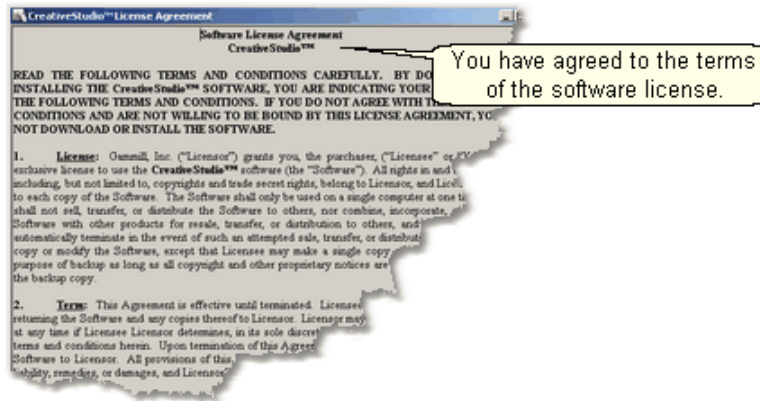 CreativeStudio™ License Agreement
Software License Agreement
CreativeStudio™
You have agreed to the terms
of the software license.
READ THE FOLLOWING TERMS AND CONDITIONS CAREFULLY. BY DO
INSTALLING THE CreativeStudio™ SOFTWARE, YOU ARE INDICATING YOUR
THE FOLLOWING TERMS AND CONDITIONS. IF YOU DO NOT AGREE WITH
CONDITIONS AND ARE NOT WILLING TO BE BOUND BY THIS LICENSE AGREEMENT,
NOT DOWNLOAD OR INSTALL THE SOFTWARE.
1. License: Gammill, Inc. ("Licensor") grants you, the purchaser, ("Licensee" or
exclusive license to use the CreativeStudio™ software (the "Software"). All rights in and
including, but not limited to, copyrights and trade secret rights, belong to Licensor, and
to each copy of the Software. The Software shall only be used on a single computer at one
shall not sell, transfer, or distribute the Software to others, nor combine, incorporate,
Software with other products for resale, transfer, or distribution to others, and
automatically terminate in the event of such an attempted sale, transfer, or
copy or modify the Software, except that Licensee may make a single copy
purpose of backup as long as all copyright and other proprietary notices are
the backup copy.
2. Term: This Agreement is effective until terminated. Licensee
returning the Software and any copies thereof to Licensor. Licensor may
at any time if Licensee Licensor determines, in its sole
terms and conditions herein. Upon termination of this
Software to Licensor. All provisions of this
liability, remedies, or damages, and Licensor